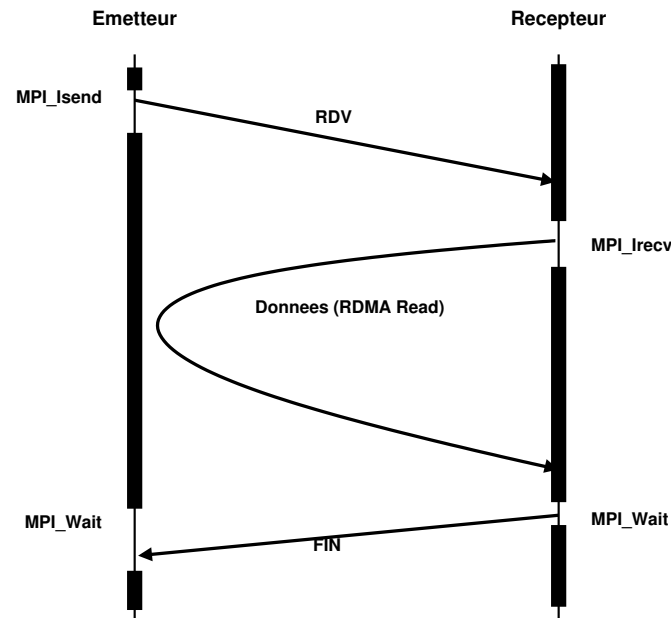 Emetteur
Recepteur
MPI_Isend
RDV
MPI_Irecv
Donnees (RDMA Read)
MPI_Wait
MPI_Wait
FIN